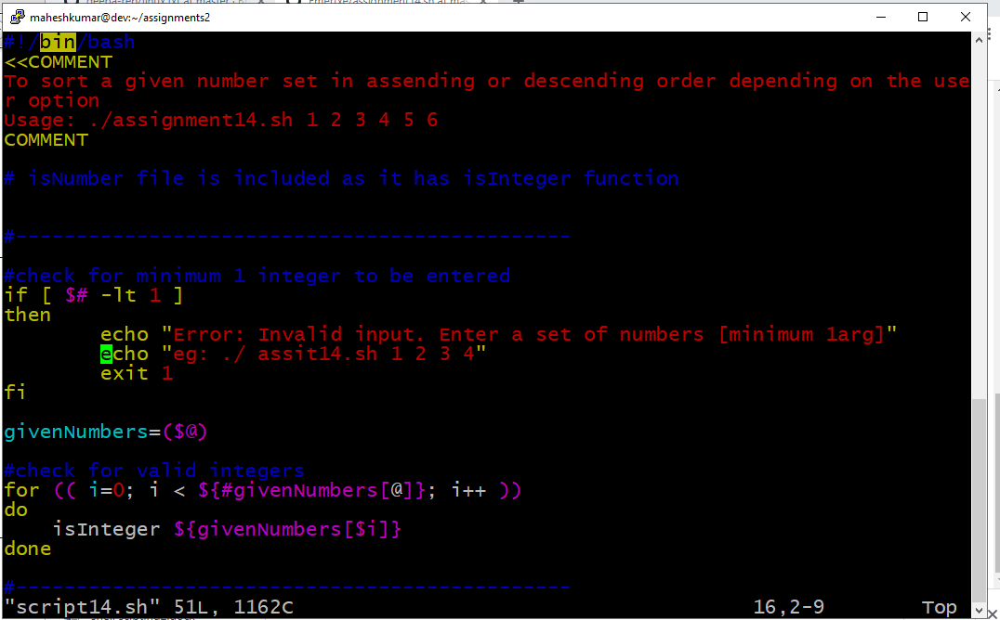 maheshkumar@dev:~/assignments2
#!/bin/bash
<<COMMENT
To sort a given number set in assending or descending order depending on the use
r option
Usage: ./assignment14.sh 1 2 3 4 5 6
COMMENT
# isNumber file is included as it has isInteger function
#----------------------------------------------
#check for minimum 1 integer to be entered
if [ $# -lt 1 ]
then
echo "Error: Invalid input. Enter a set of numbers [minimum 1arg]"
echo "eg: ./ assit14.sh 1 2 3 4"
exit 1
fi
givenNumbers=($@)
#check for valid integers
for (( i=0; i < ${#givenNumbers[@]}; i++ ))
do
isInteger ${givenNumbers[$i]}
done
#----------------------------------------------
"script14.sh" 51L, 1162C 16,2-9 Top